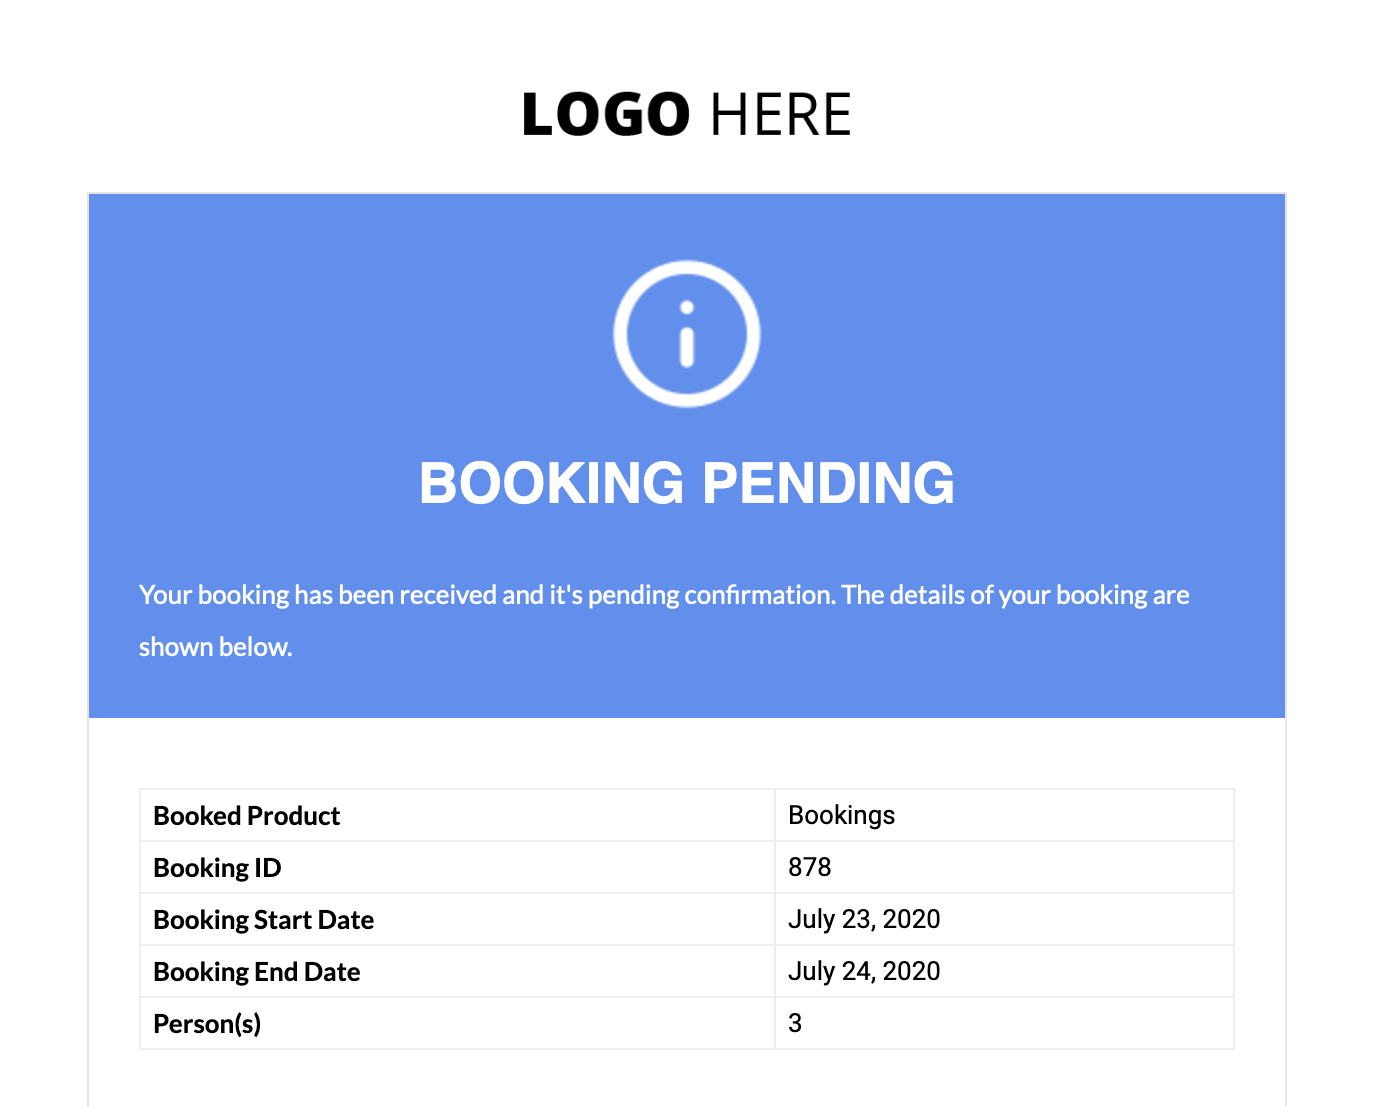 LOGO HERE
BOOKING PENDING
Your booking has been received and it's pending confirmation. The details of your booking are
shown below.
Booked Product Bookings
Booking ID 878
Booking Start Date July 23, 2020
Booking End Date July 24, 2020
Person(s) 3